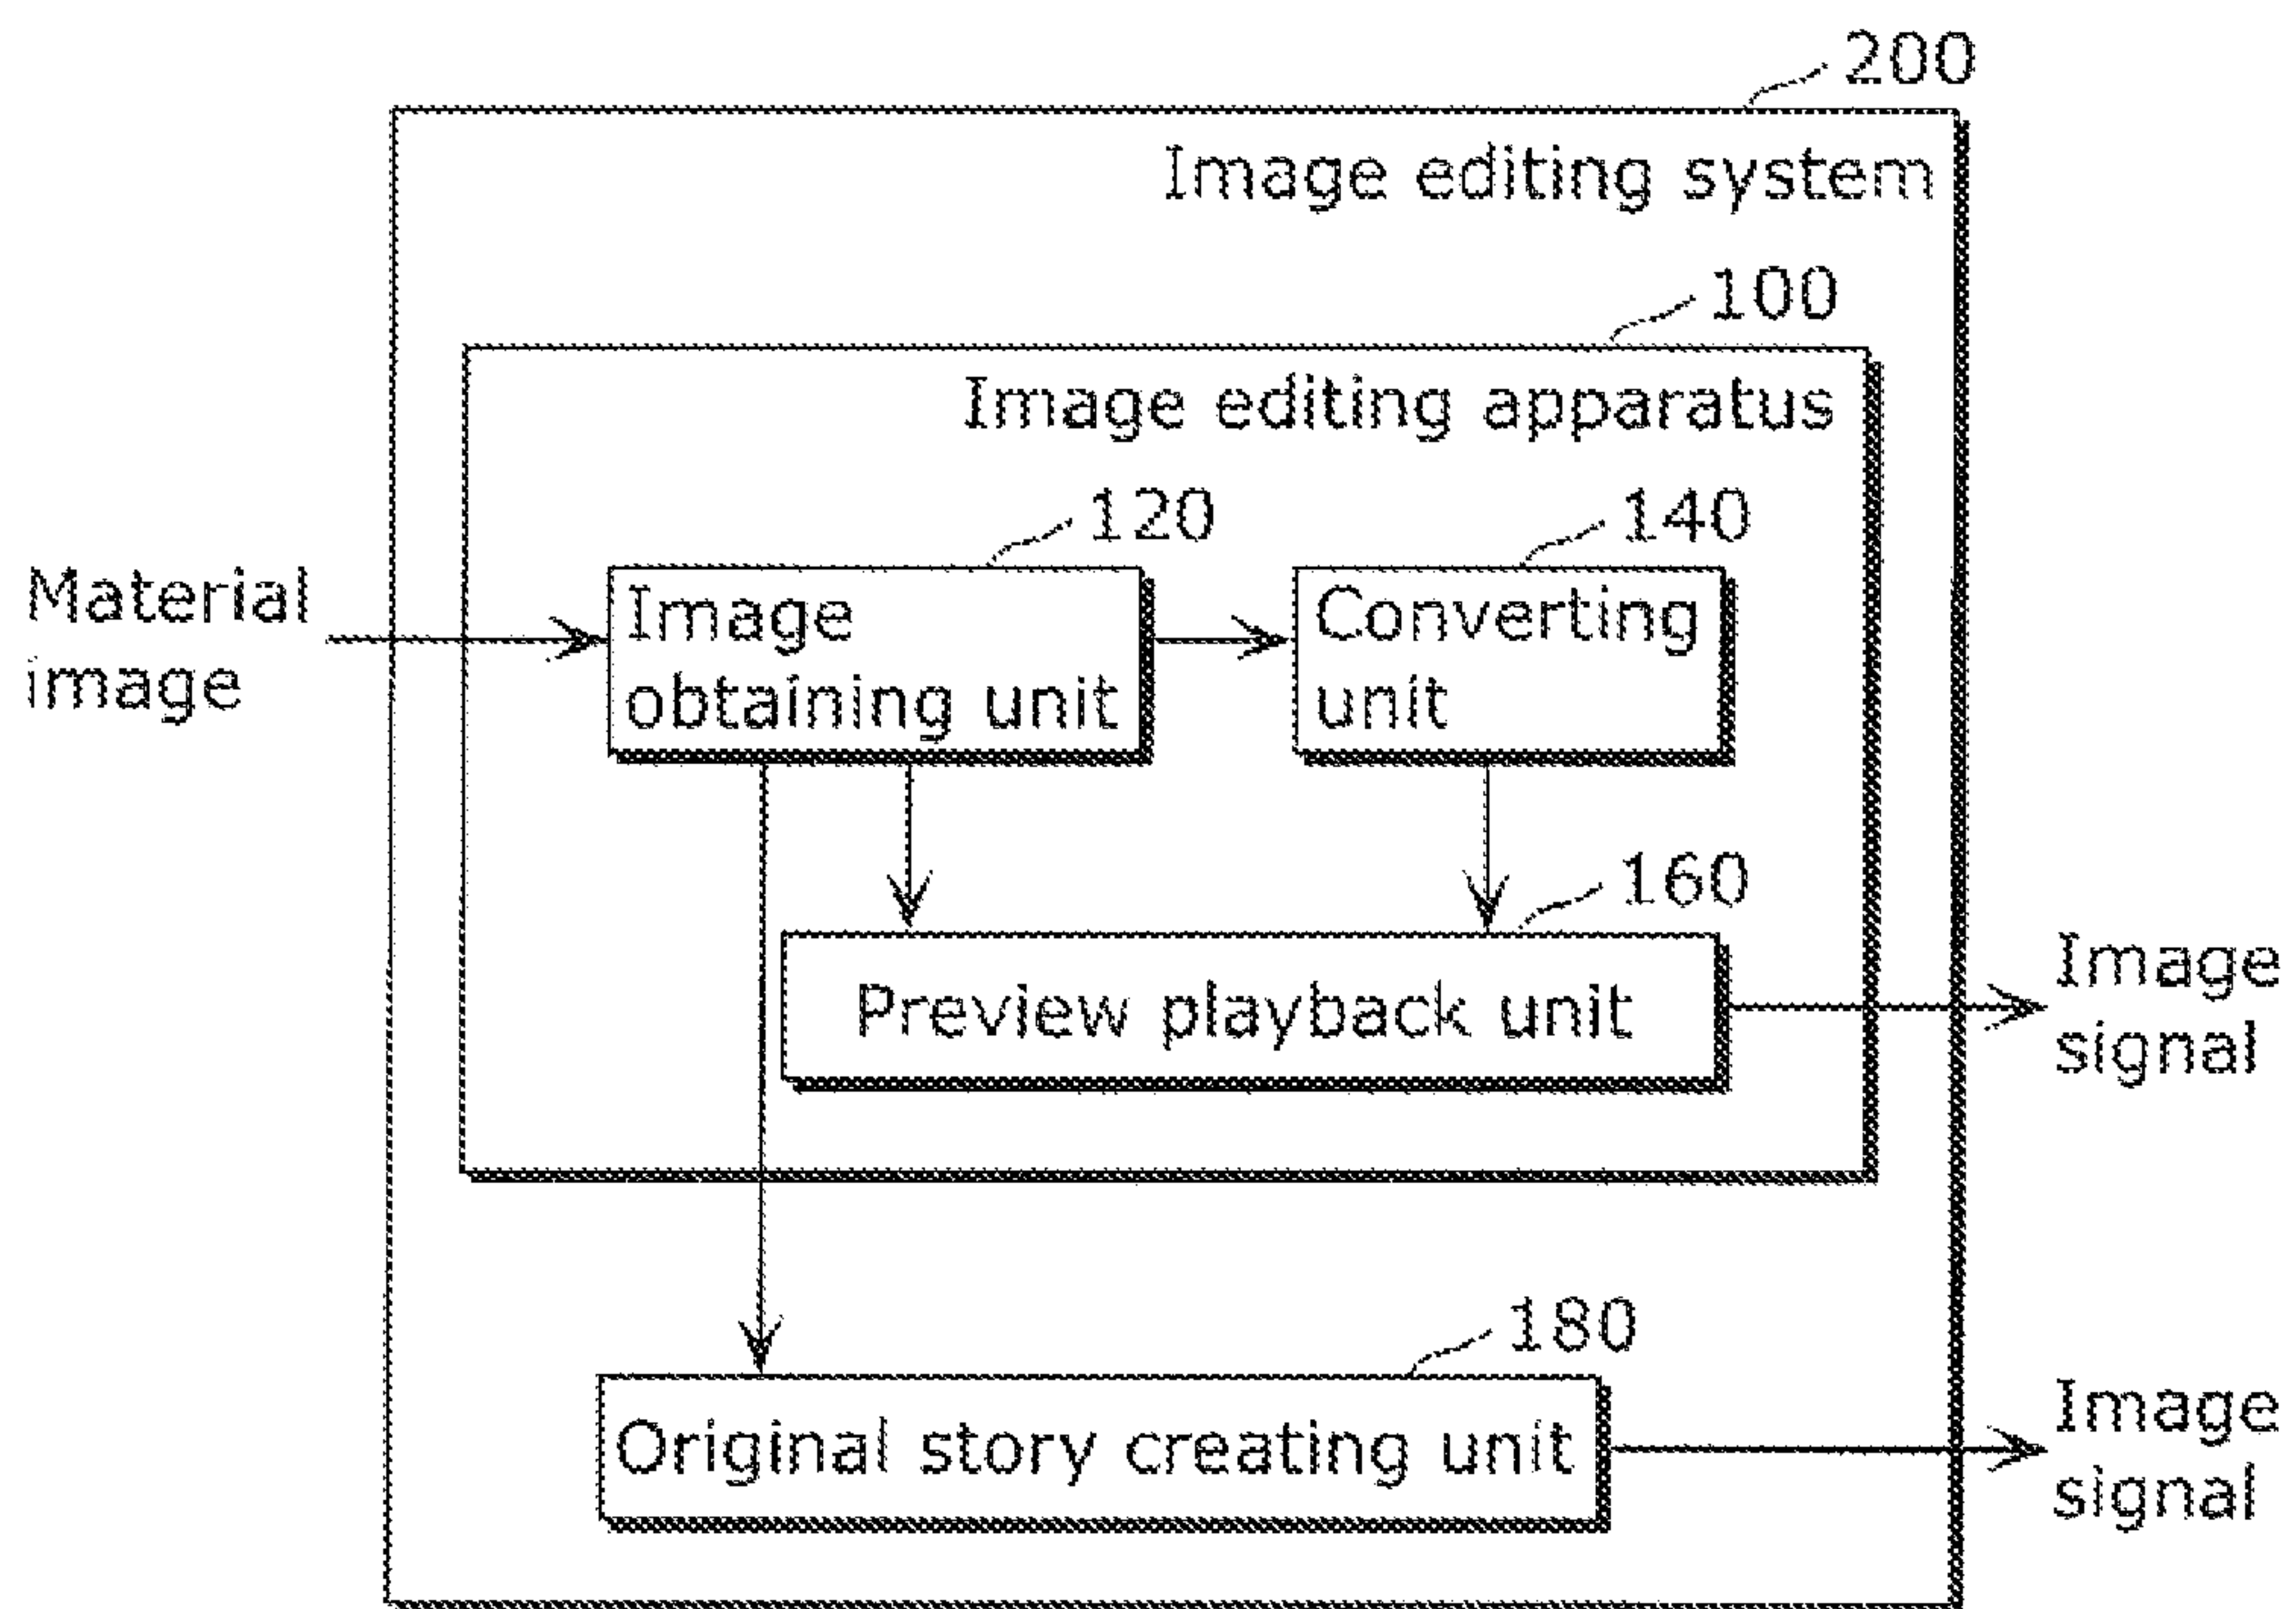 200
Image editing system
100
Image editing apparatus
120
140
Material
image
Image
obtaining unit
Converting
unit
160
Preview playback unit
Image
signal
180
Original story creating unit
Image
signal